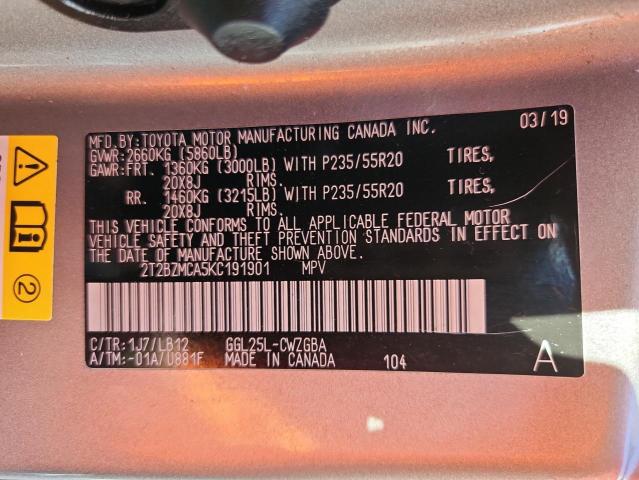 MFD.BY:TOYOTA MOTOR MANUFACTURING CANADA INC. 03/19
GVWR:2660KG (5860LB)
GAWR:FRT. 1360KG (3000LB) WITH P235/55R20 TIRES,
20X8J RIMS.
RR. 1460KG (3215LB) WITH P235/55R20 TIRES,
20X8J RIMS.
THIS VEHICLE CONFORMS TO ALL APPLICABLE FEDERAL MOTOR
VEHICLE SAFETY AND THEFT PREVENTION STANDARDS IN EFFECT ON
THE DATE OF MANUFACTURE SHOWN ABOVE.
2T2BZMCA5KC191901 MPV
C/TR:1J7/LB12 GGL25L-CWZGBA
A/TM:-01A/U881F MADE IN CANADA 104 A
2